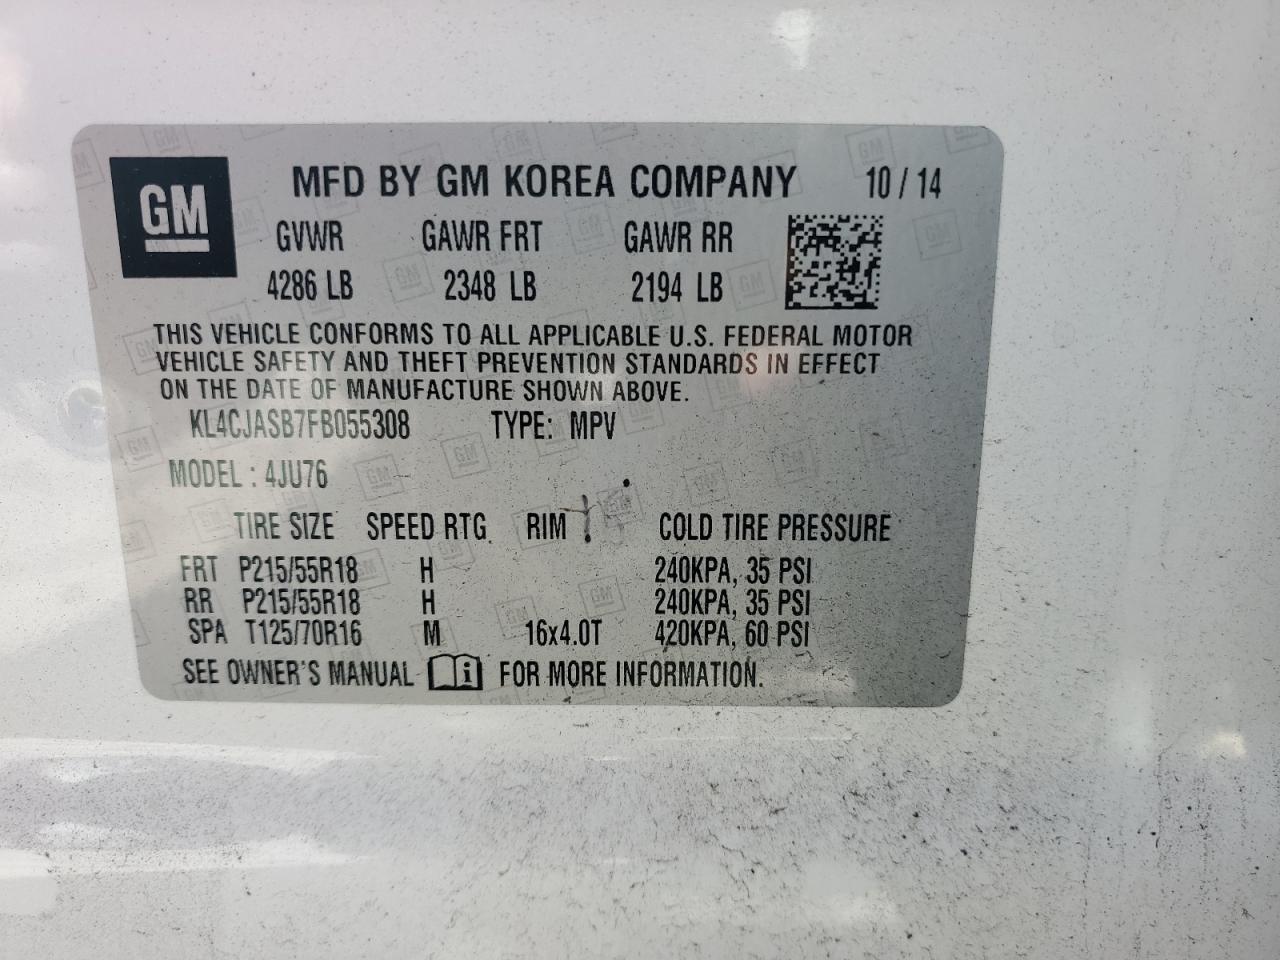 GM
MFD BY GM KOREA COMPANY 10 / 14
GVWR GAWR FRT GAWR RR
4286 LB 2348 LB 2194 LB
THIS VEHICLE CONFORMS TO ALL APPLICABLE U.S. FEDERAL MOTOR
VEHICLE SAFETY AND THEFT PREVENTION STANDARDS IN EFFECT
ON THE DATE OF MANUFACTURE SHOWN ABOVE.
KL4CJASB7FB055308 TYPE: MPV
MODEL : 4JU76
TIRE SIZE SPEED RTG RIM COLD TIRE PRESSURE
FRT P215/55R18 H 240KPA, 35 PSI
RR P215/55R18 H 240KPA, 35 PSI
SPA T125/70R16 M 16x4.0T 420KPA, 60 PSI
SEE OWNER'S MANUAL i FOR MORE INFORMATION.